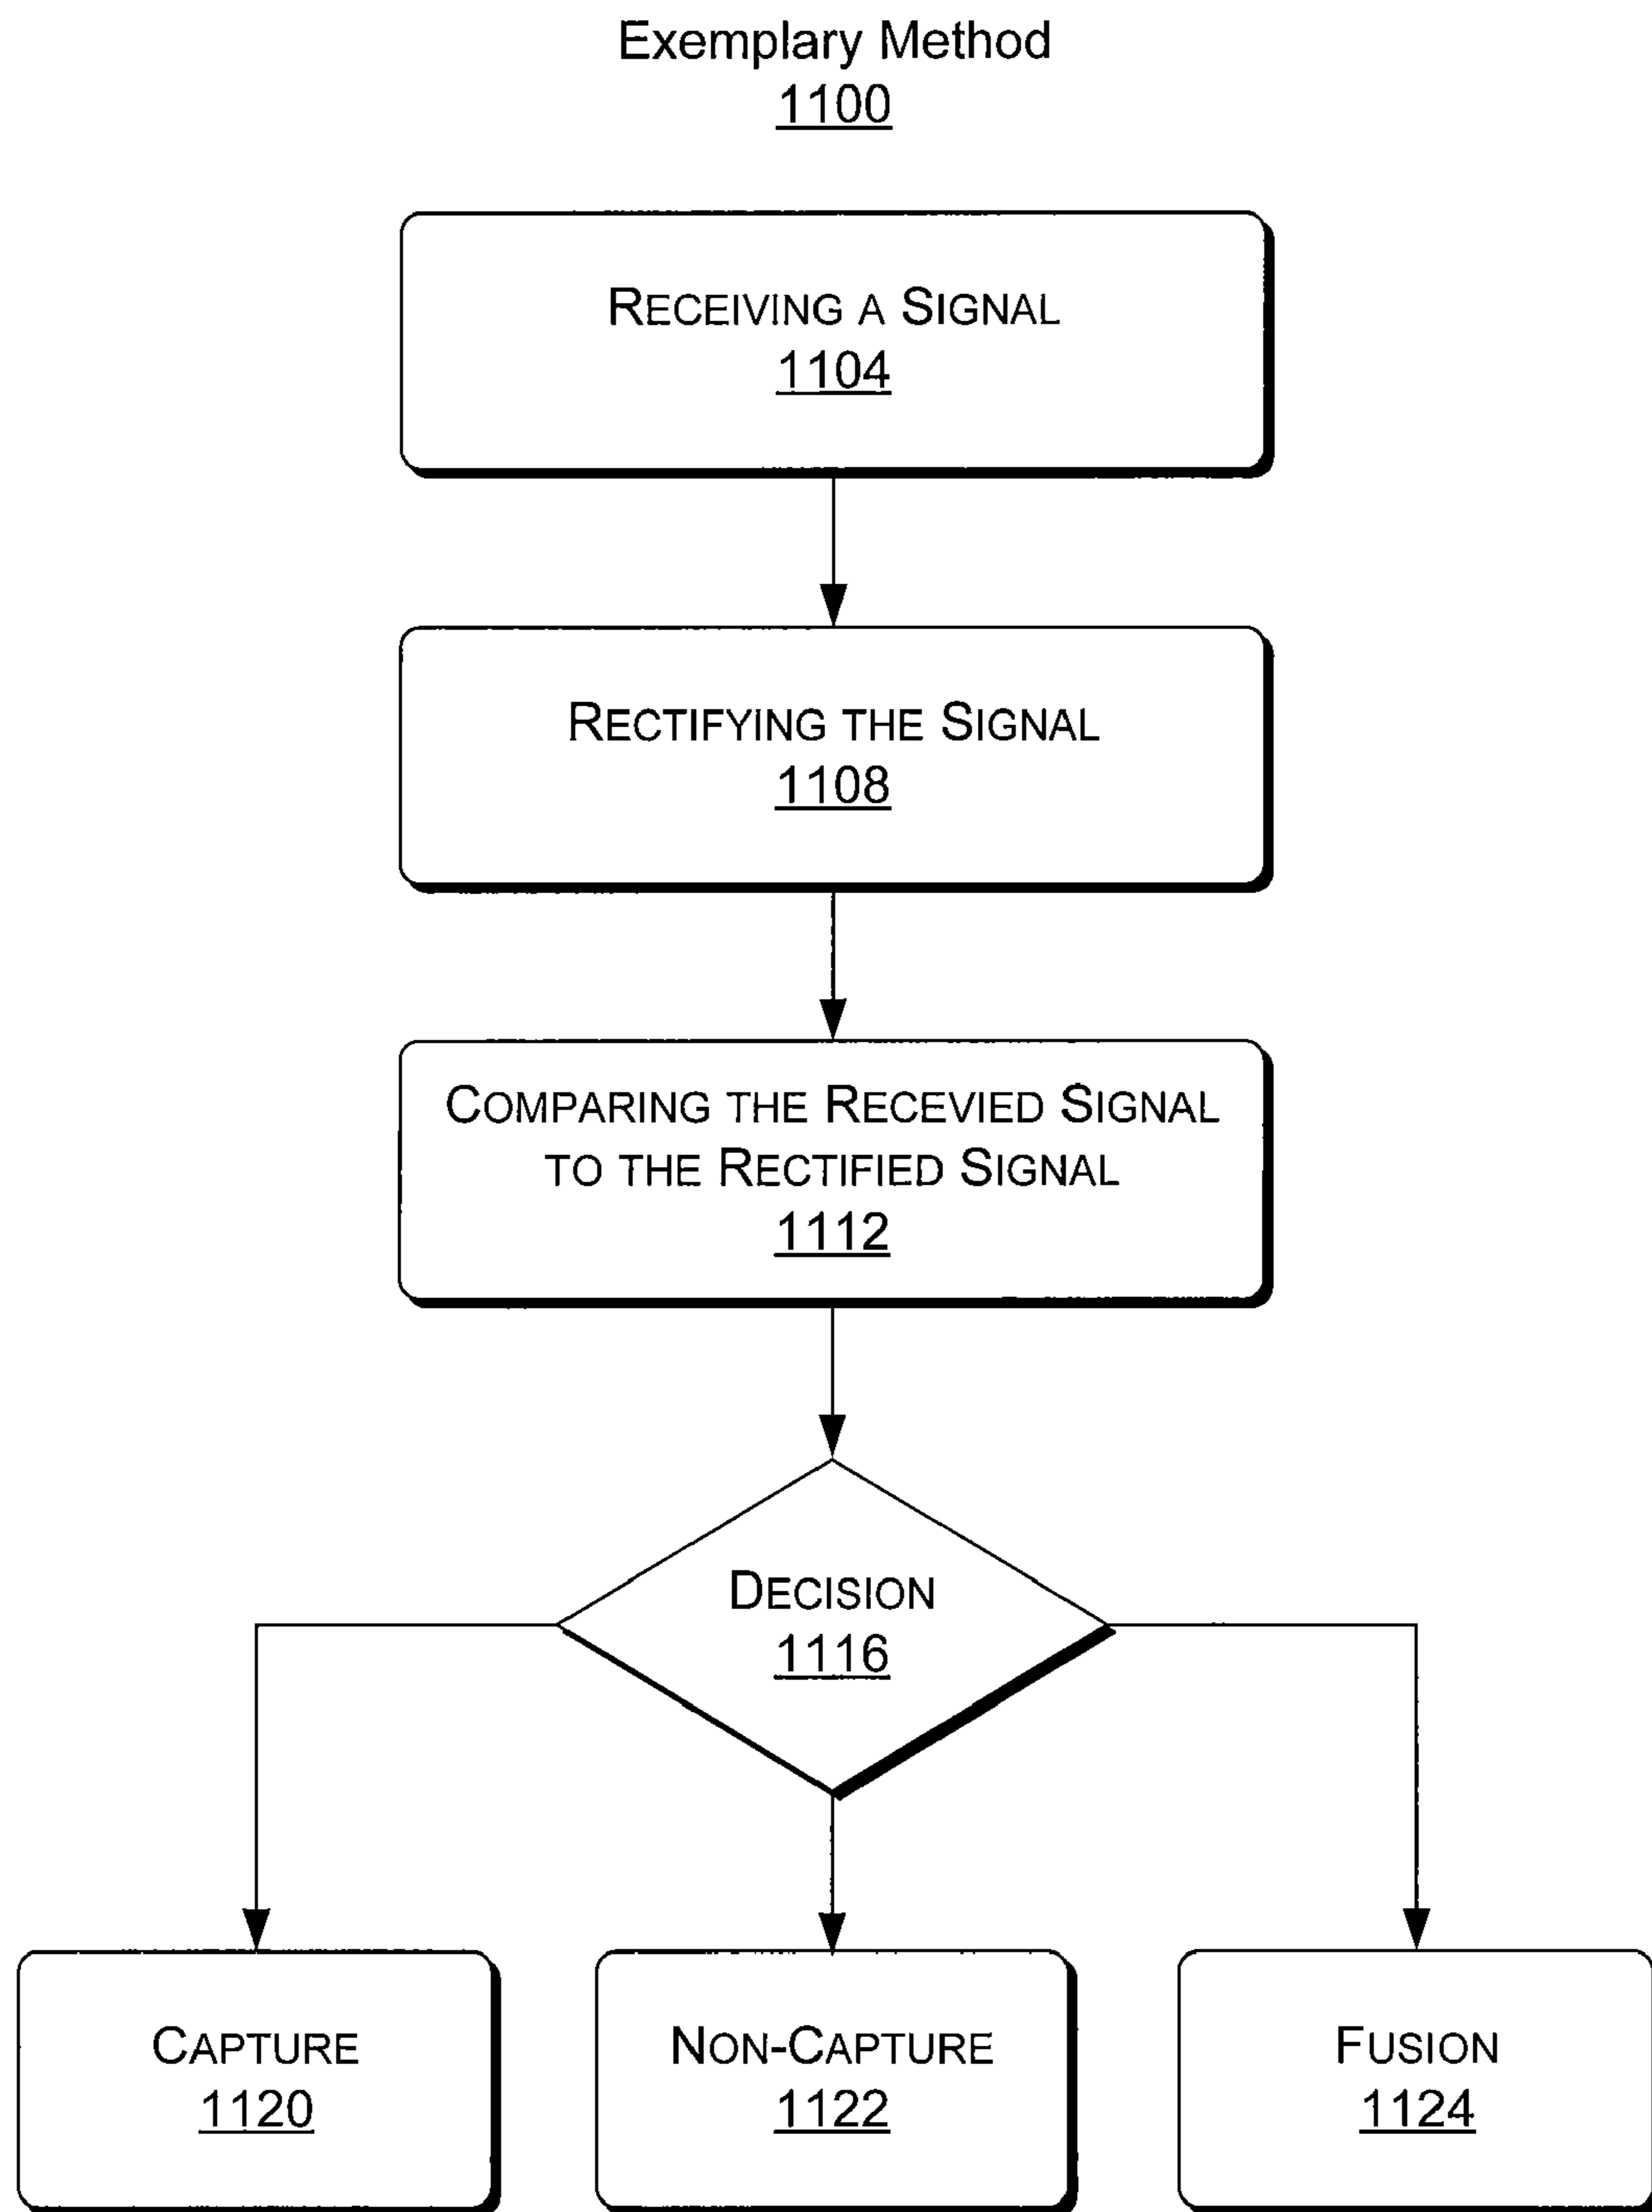 Exemplary Method
1100
RECEIVING A SIGNAL
1104
RECTIFYING THE SIGNAL
1108
COMPARING THE RECEVIED SIGNAL
TO THE RECTIFIED SIGNAL
1112
DECISION
1116
CAPTURE
1120
NON-CAPTURE
1122
FUSION
1124